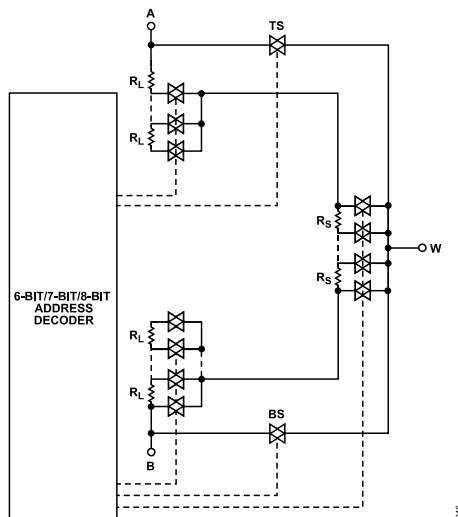 A
TS
RL
RL
RS
W
RS
6-BIT/7-BIT/8-BIT
ADDRESS
DECODER
RL
RL
BS
B